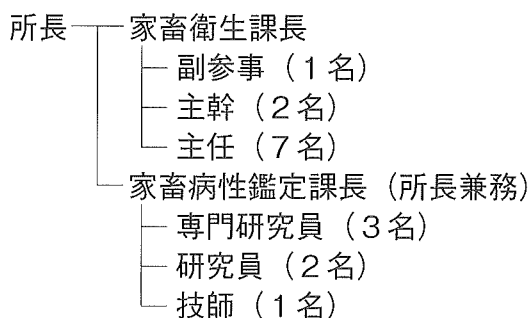 所長 家畜衛生課長
副参事（１名）
主幹（２名）
主任（７名）
家畜病性鑑定課長（所長兼務）
専門研究員（３名）
研究員（２名）
技師（１名）